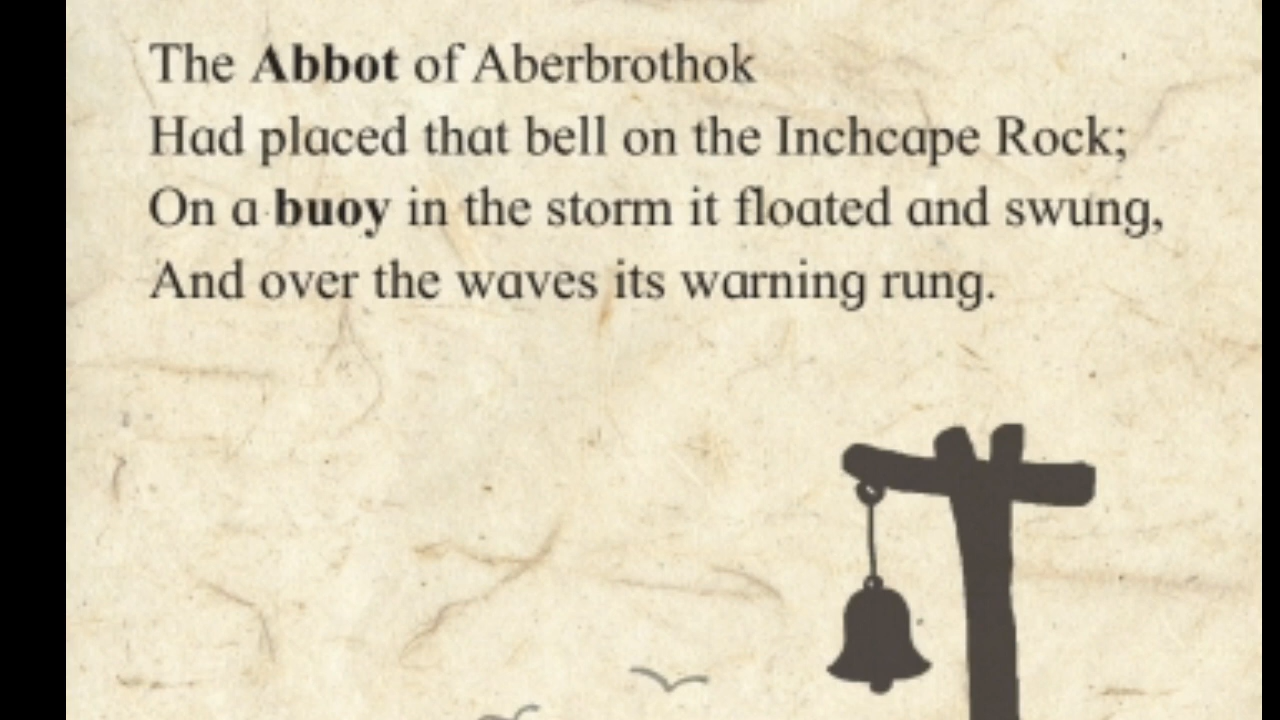 The Abbot of Aberbrothok
Had placed that bell on the Inchcape Rock;
On a buoy in the storm it floated and swung,
And over the waves its warning rung.